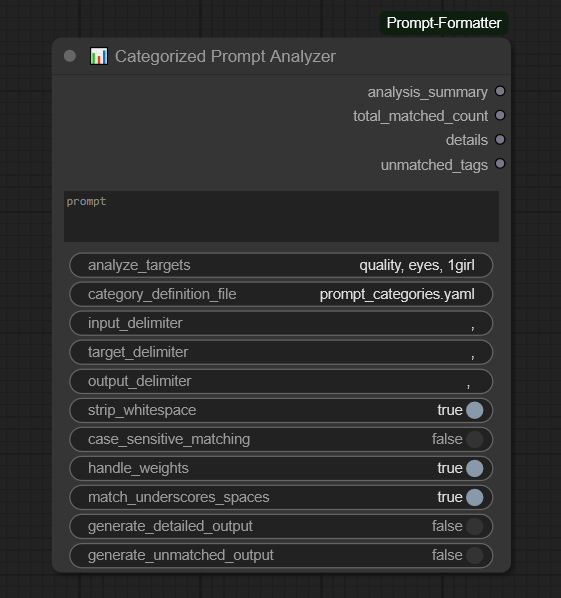 Prompt-Formatter
Categorized Prompt Analyzer
analysis_summary
total_matched_count
details
unmatched_tags
prompt
analyze_targets quality, eyes, 1girl
category_definition_file prompt_categories.yaml
input_delimiter ,
target_delimiter ,
output_delimiter ,
strip_whitespace true
case_sensitive_matching false
handle_weights true
match_underscores_spaces true
generate_detailed_output false
generate_unmatched_output false